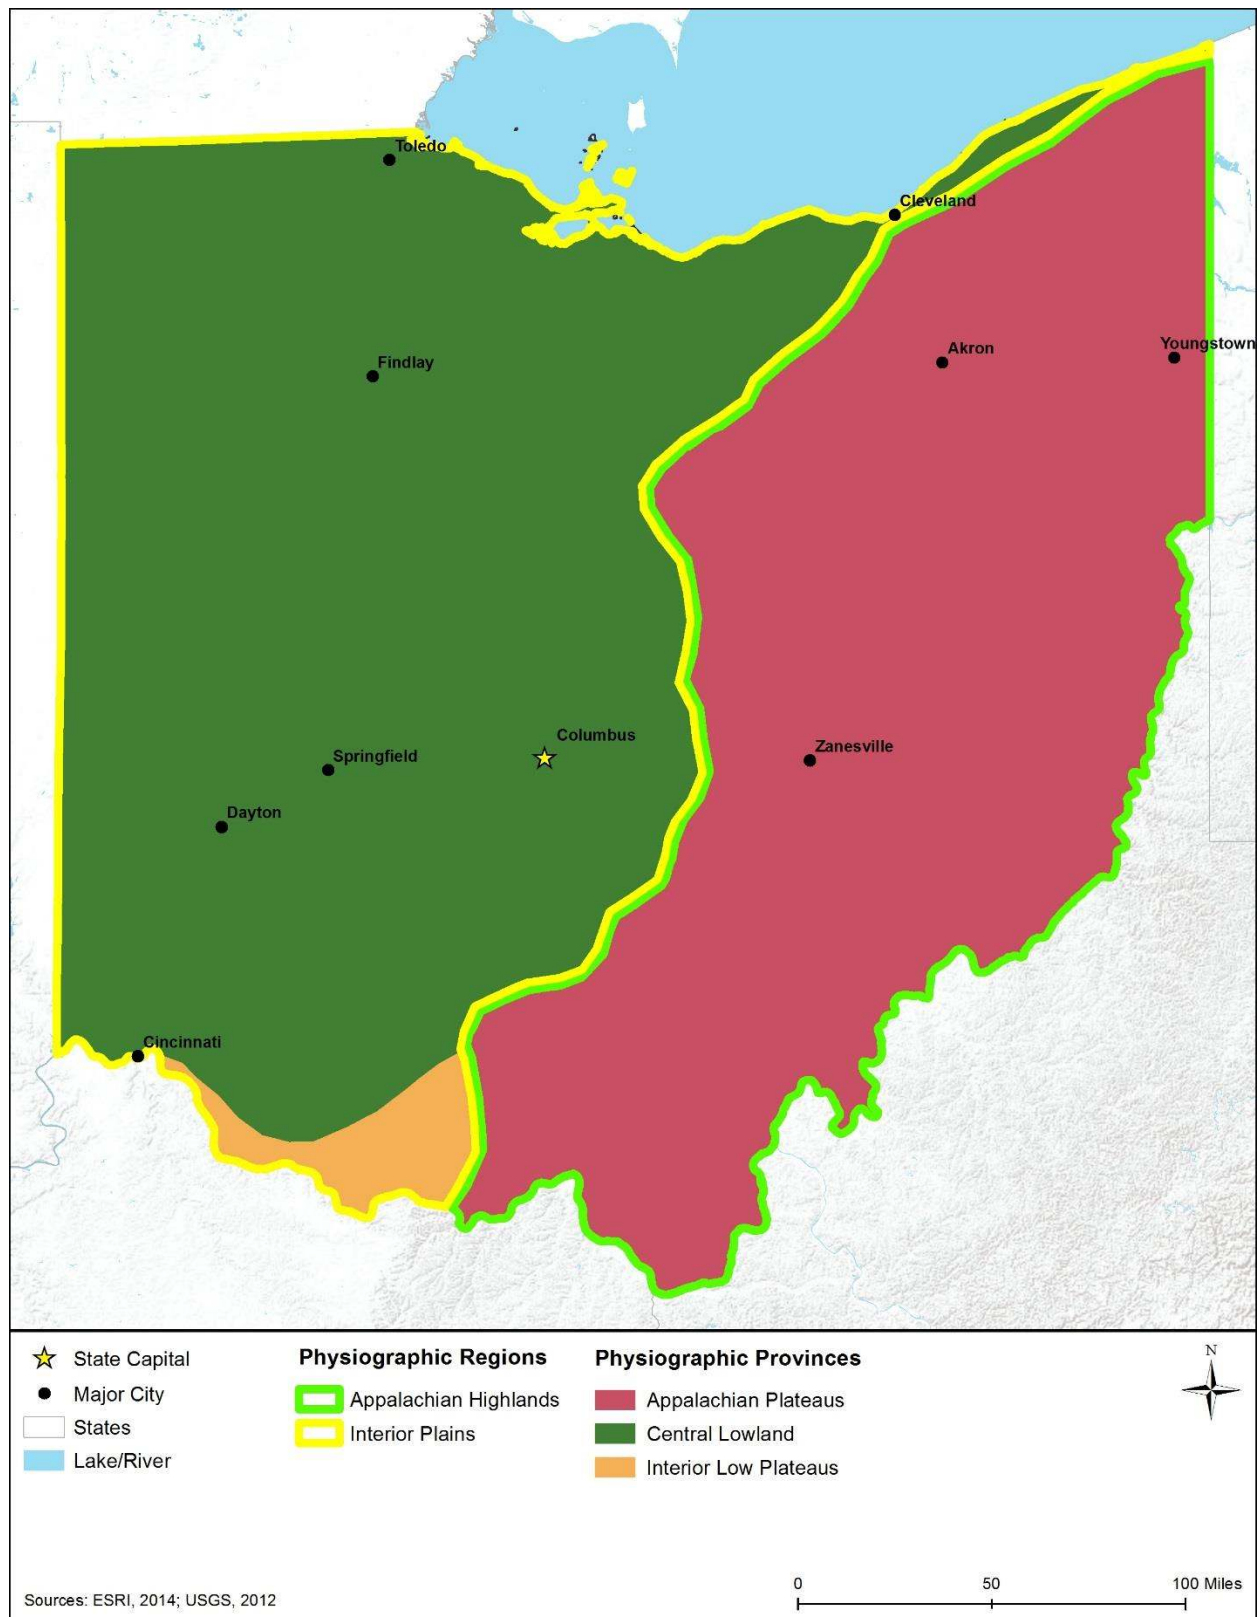 Toledo
Cleveland
Findlay
Akron
Youngstown
Columbus
Springfield
Zanesville
Dayton
Cincinnati
State Capital
Major City
States
Lake/River
Physiographic Regions
Appalachian Highlands
Interior Plains
Physiographic Provinces
Appalachian Plateaus
Central Lowland
Interior Low Plateaus
N
Sources: ESRI, 2014; USGS, 2012
0 50 100 Miles